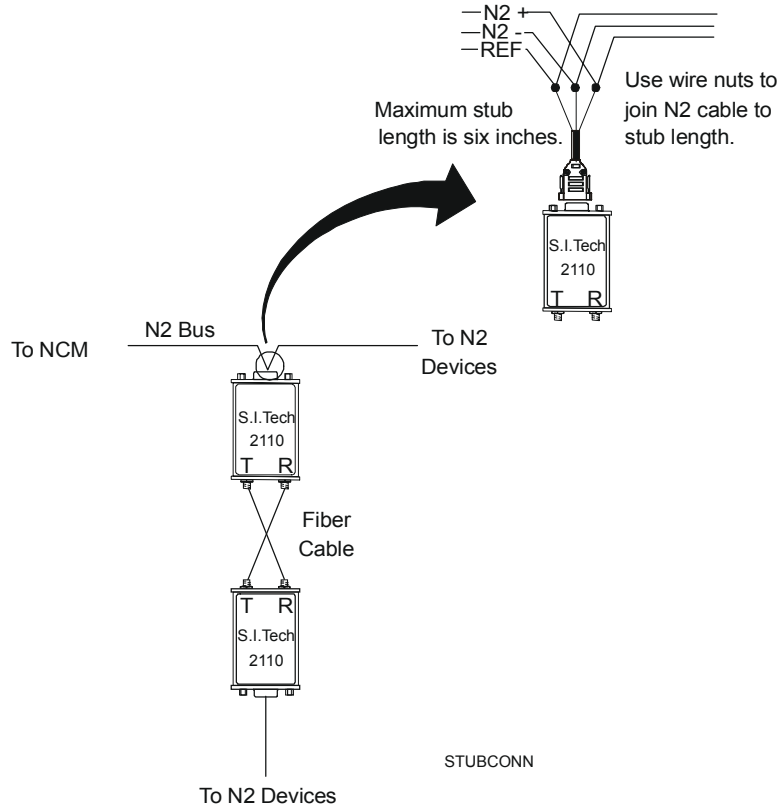 N2 +
N2 -
REF
Maximum stub
length is six inches.
Use wire nuts to
join N2 cable to
stub length.
S.I.Tech
2110
T R
To NCM
N2 Bus
To N2
Devices
S.I.Tech
2110
T R
Fiber
Cable
T R
S.I.Tech
2110
To N2 Devices
STUBCONN